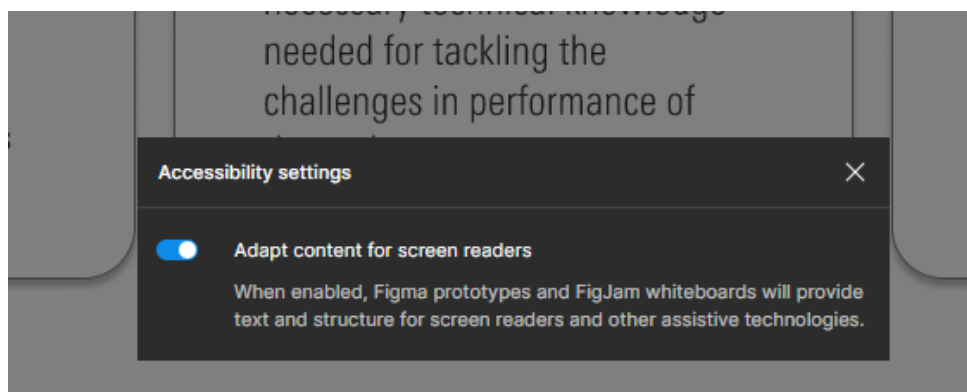 needed for tackling the
challenges in performance of
Accessibility settings
Adapt content for screen readers
When enabled, Figma prototypes and FigJam whiteboards will provide
text and structure for screen readers and other assistive technologies.